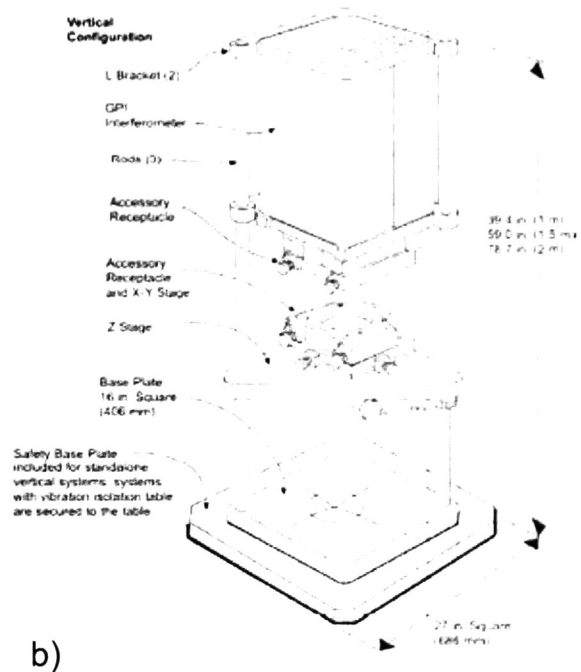 Vertical
Configuration
L Bracket (2)
GPI
Interferometer
Rods (3)
Accessory
Receptacle
Accessory
Receptacle
and X-Y Stage
Z Stage
Base Plate
16 in. Square
(406 mm)
Safety Base Plate
included for standalone
vertical systems, systems
with vibration isolation table
are secured to the table
39.4 in. (1 m)
59.0 in. (1.5 m)
78.7 in. (2 m)
27 in. Square
(686 mm)
b)